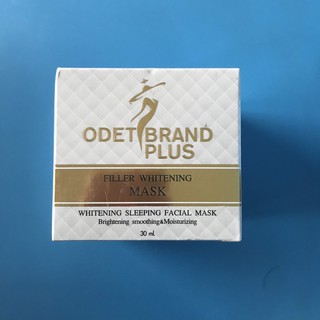 ODET BRAND
PLUS
FILLER WHITENING
MASK
WHITENING SLEEPING FACIAL MASK
Brightening smoothing&Moisturizing
30 ml.